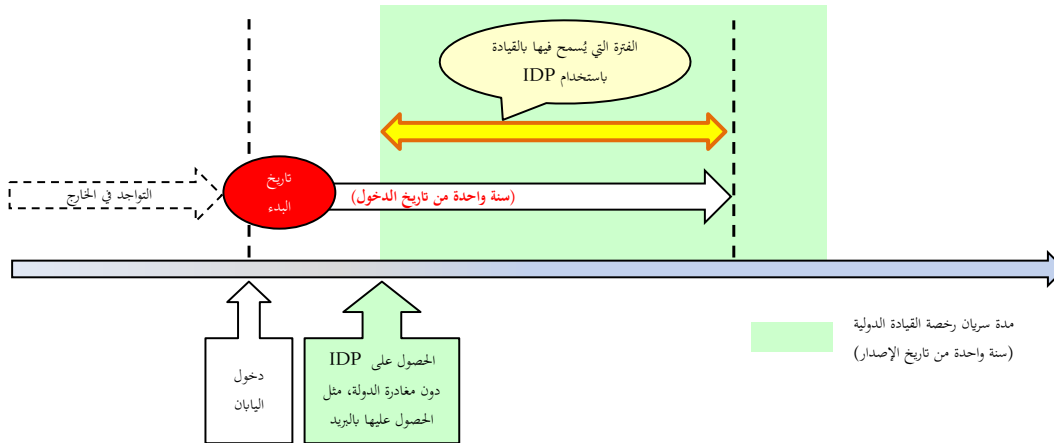 الفترة التي يُسمح فيها بالقيادة
باستخدام IDP
التواجد في الخارج
تاريخ
البدء
(سنة واحدة من تاريخ الدخول)
دخول
اليابان
الحصول على IDP
دون مغادرة الدولة، مثل
الحصول عليها بالبريد
مدة سريان رخصة القيادة الدولية
(سنة واحدة من تاريخ الإصدار)